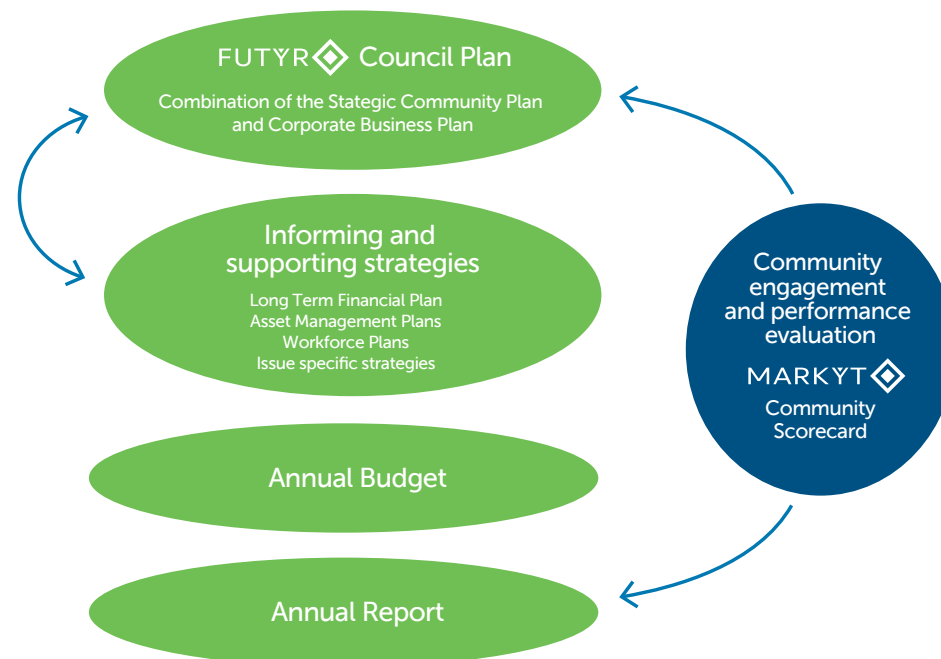 FUTYR Council Plan
Combination of the Stategic Community Plan
and Corporate Business Plan
Informing and
supporting strategies
Long Term Financial Plan
Asset Management Plans
Workforce Plans
Issue specific strategies
Annual Budget
Annual Report
Community
engagement
and performance
evaluation
MARKYT
Community
Scorecard